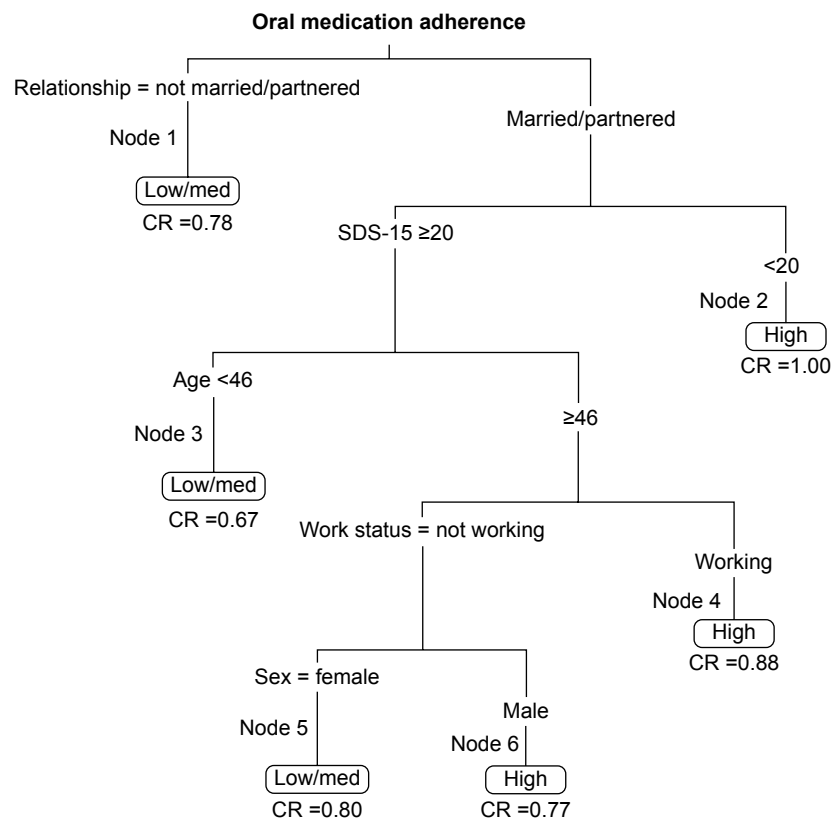 Oral medication adherence
Relationship = not married/partnered
Married/partnered
Node 1
Low/med
CR =0.78
SDS-15 ≥20
<20
Node 2
High
CR =1.00
Age <46
≥46
Node 3
Low/med
CR =0.67
Work status = not working
Working
Node 4
High
CR =0.88
Sex = female
Male
Node 5
Node 6
Low/med
High
CR =0.80
CR =0.77